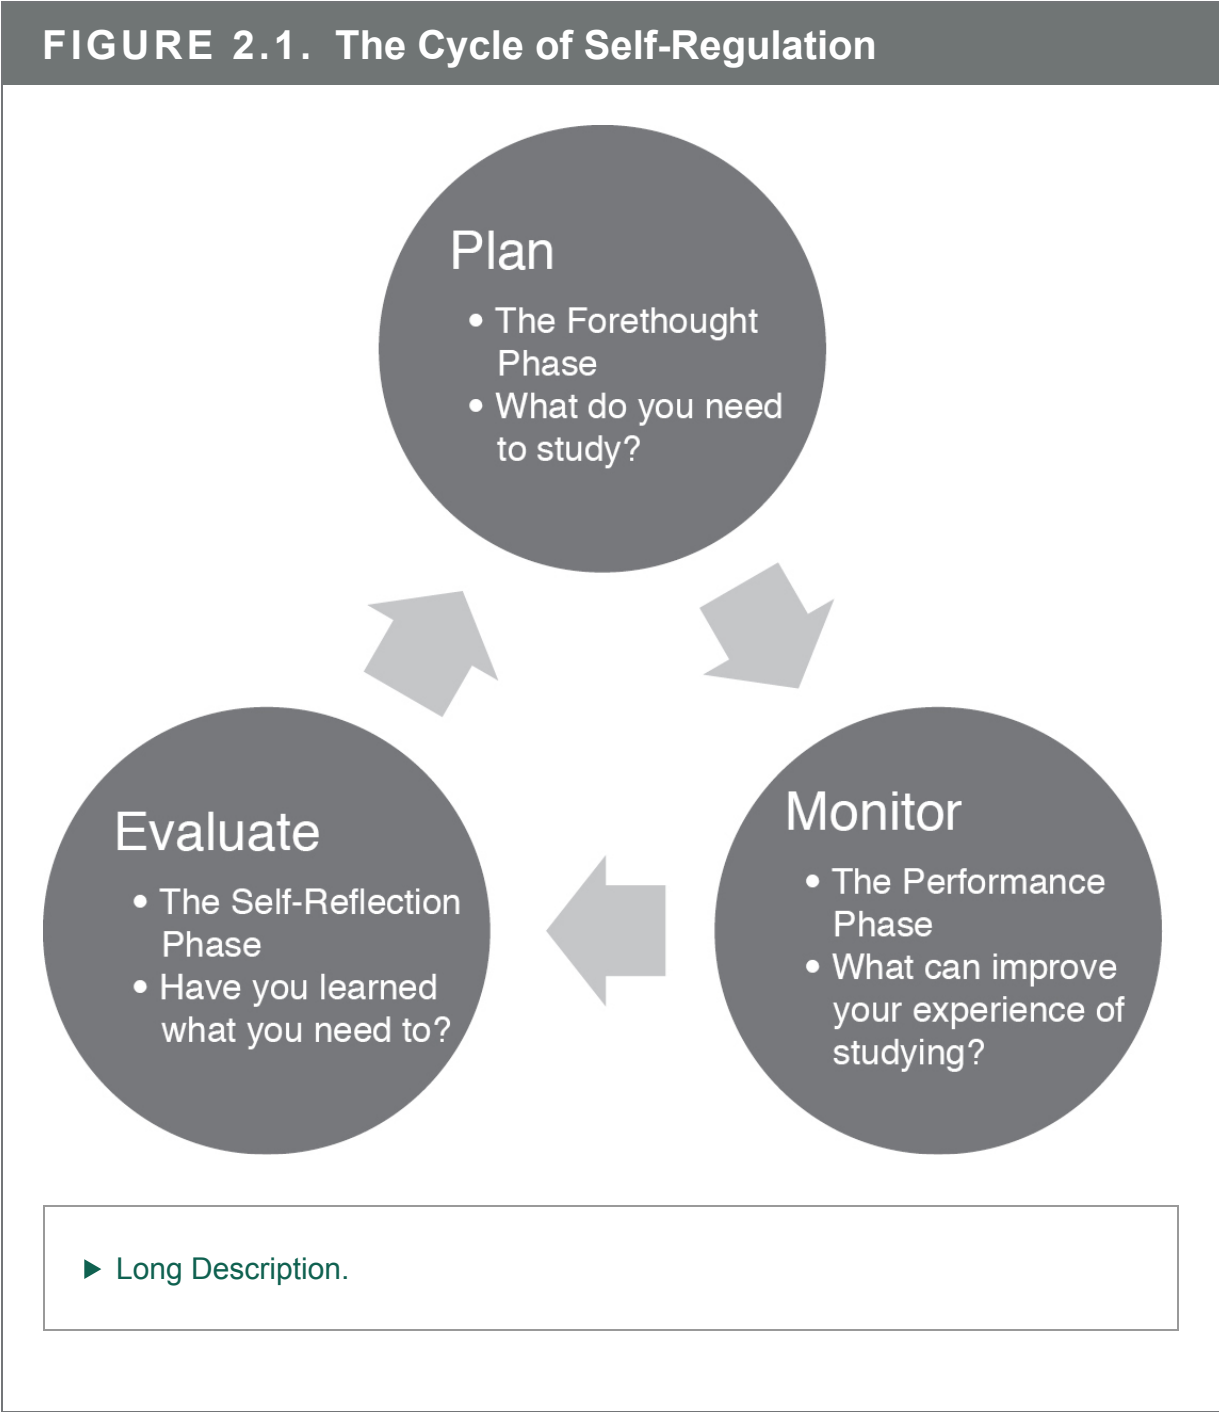 FIGURE 2.1. The Cycle of Self-Regulation
Plan
• The Forethought
Phase
• What do you need
to study?
Monitor
• The Performance
Phase
• What can improve
your experience of
studying?
Evaluate
• The Self-Reflection
Phase
• Have you learned
what you need to?
▶ Long Description.